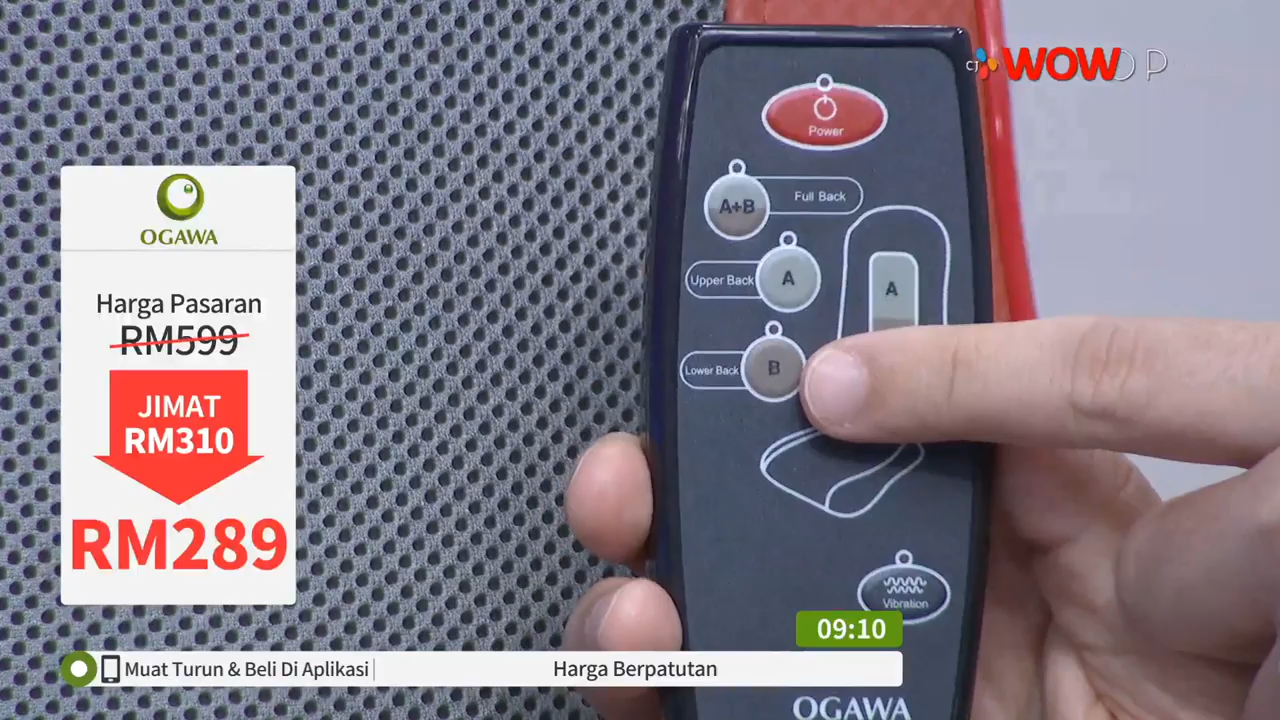 CJ WOW
OGAWA
Harga Pasaran
RM599
JIMAT
RM310
RM289
Power
A+B
Full Back
Upper Back
A
A
Lower Back
B
Vibration
09:10
Muat Turun & Beli Di Aplikasi
Harga Berpatutan
OGAWA